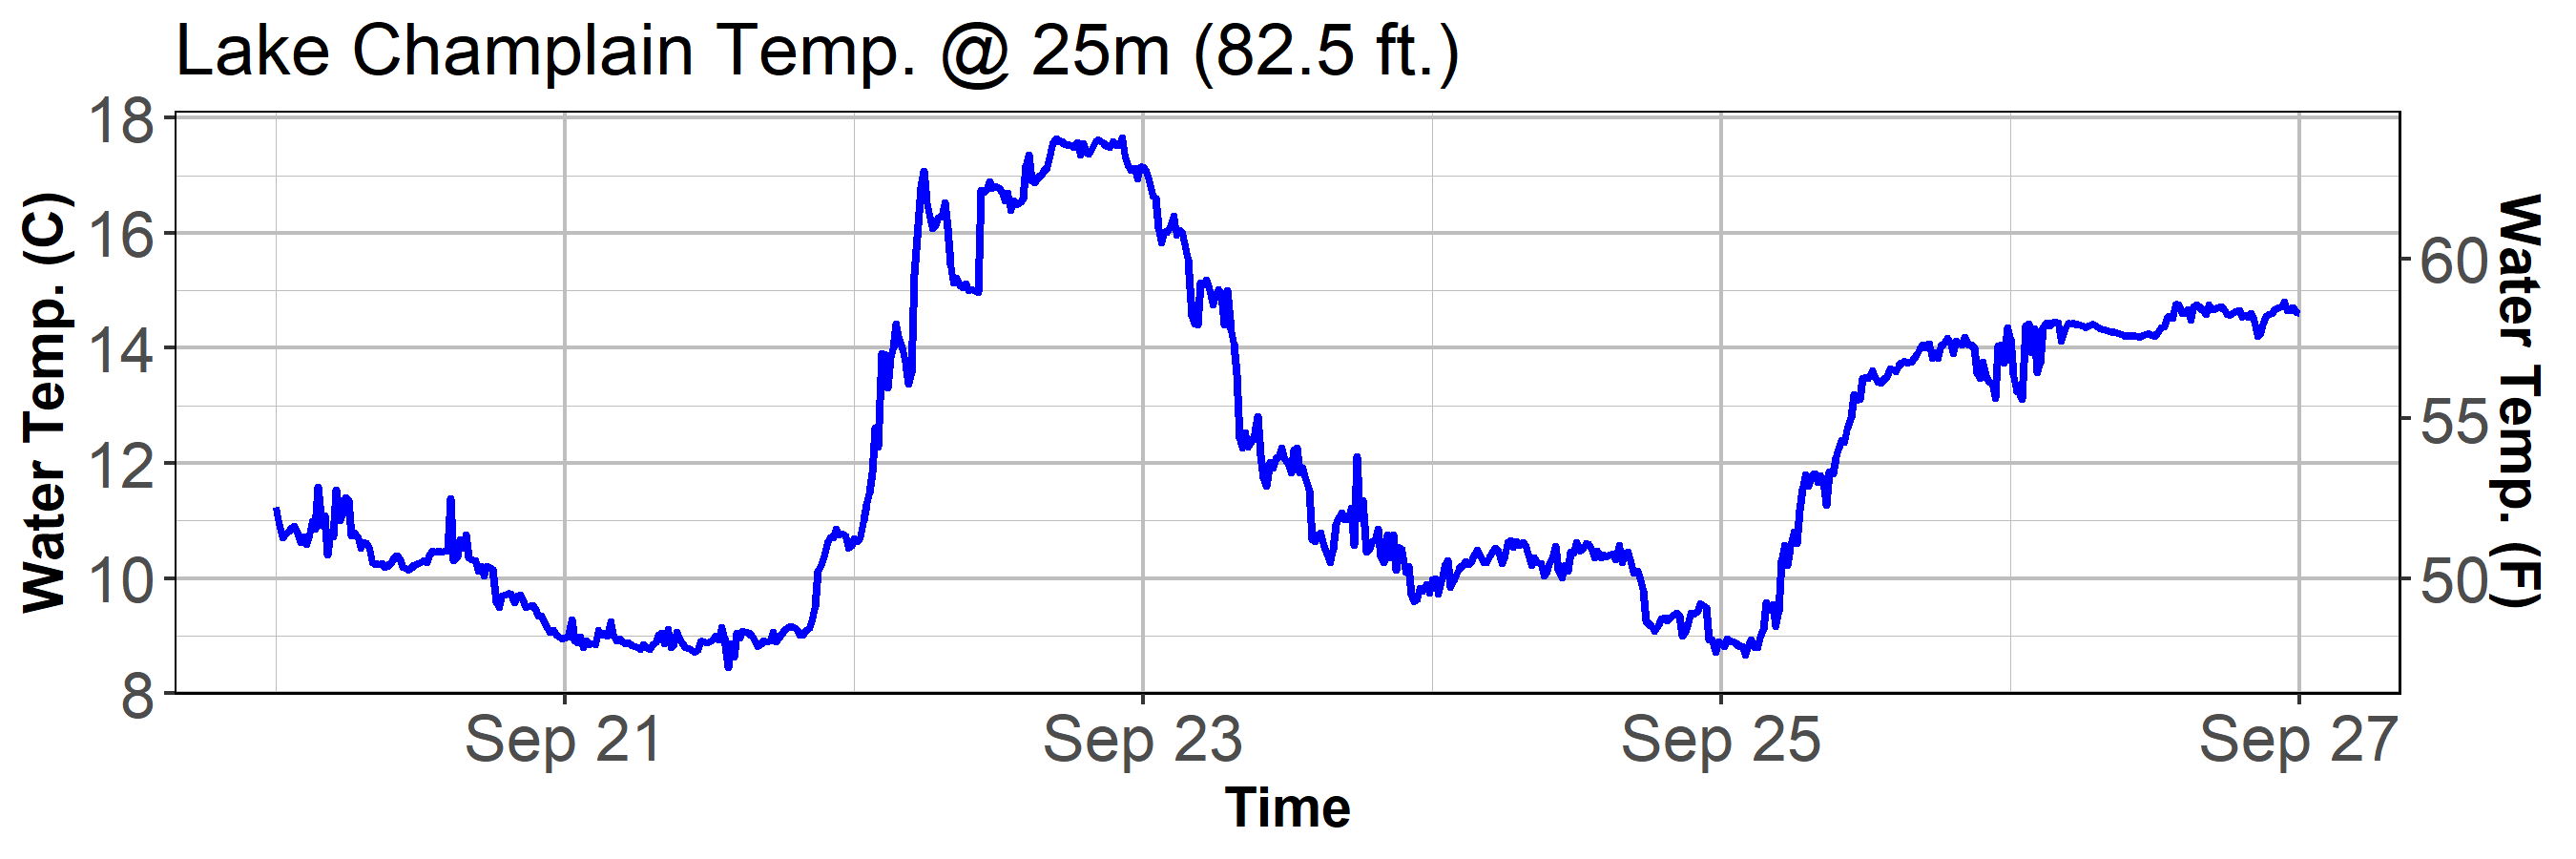 Lake Champlain Temp. @ 25m (82.5 ft.)
Water Temp. (C)
18
16
14
12
10
8
Water Temp. (F)
60
55
50
Sep 21
Sep 23
Sep 25
Sep 27
Time